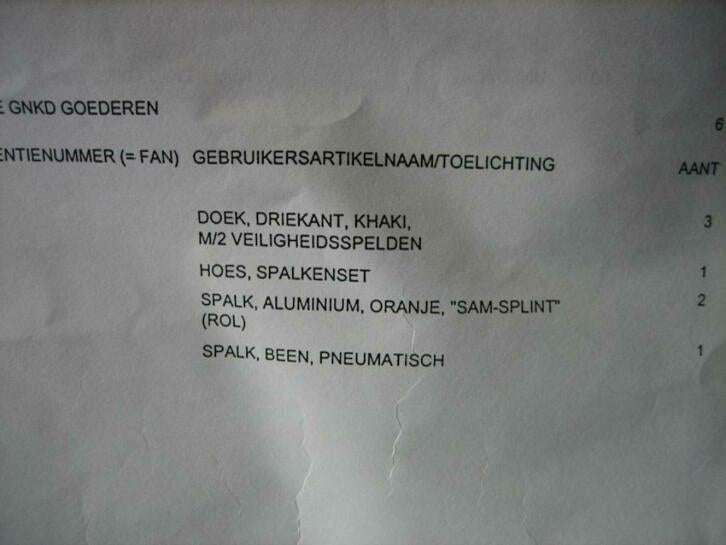 E GNKD GOEDEREN
6
ENTIENUMMER (= FAN) GEBRUIKERSARTIKELNAAM/TOELICHTING AANT
DOEK, DRIEKANT, KHAKI, 3
M/2 VEILIGHEIDSSPELDEN
HOES, SPALKENSET 1
SPALK, ALUMINIUM, ORANJE, "SAM-SPLINT" 2
(ROL)
SPALK, BEEN, PNEUMATISCH 1